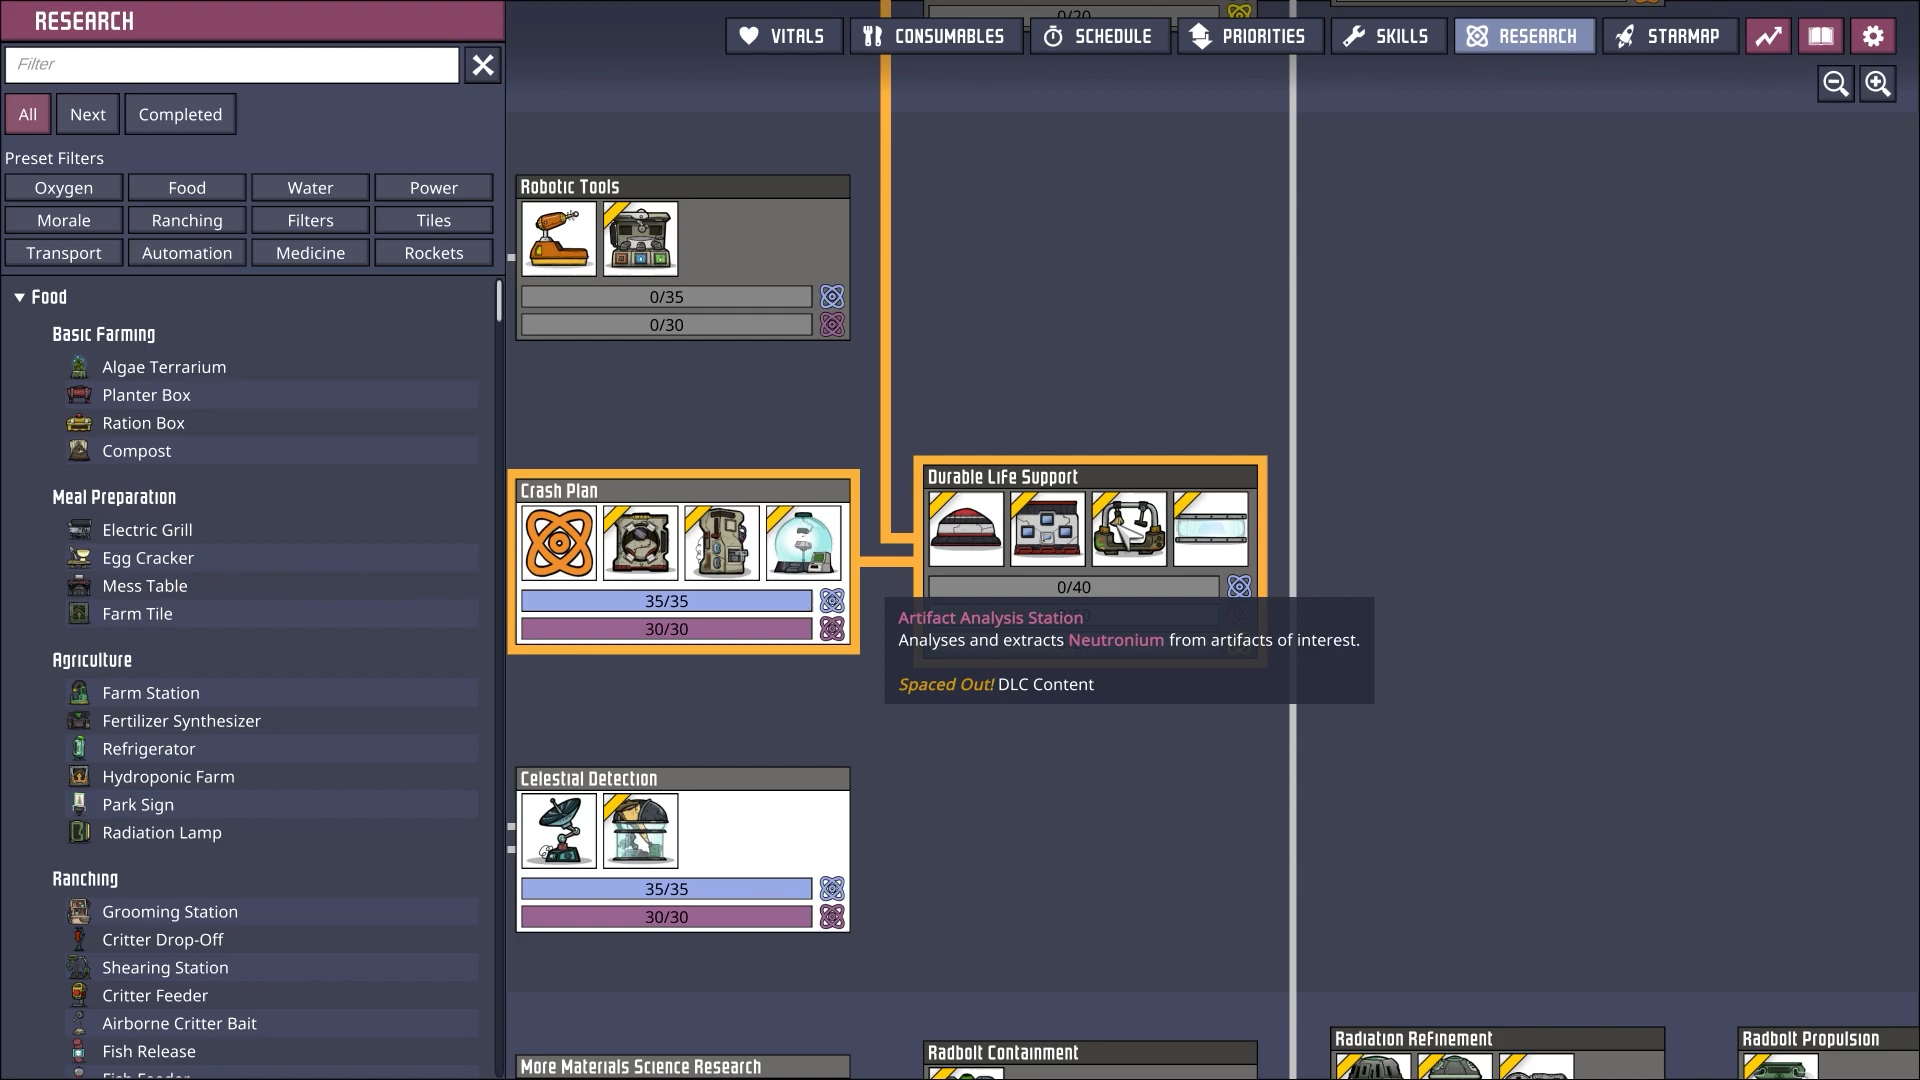 RESEARCH
Filter
All
Next
Completed
Preset Filters
Oxygen
Food
Water
Power
Morale
Ranching
Filters
Tiles
Transport
Automation
Medicine
Rockets
Food
Basic Farming
Algae Terrarium
Planter Box
Ration Box
Compost
Meal Preparation
Electric Grill
Egg Cracker
Mess Table
Farm Tile
Agriculture
Farm Station
Fertilizer Synthesizer
Refrigerator
Hydroponic Farm
Park Sign
Radiation Lamp
Ranching
Grooming Station
Critter Drop-Off
Shearing Station
Critter Feeder
Airborne Critter Bait
Fish Release
Fish Feeder
VITALS
CONSUMABLES
SCHEDULE
PRIORITIES
SKILLS
RESEARCH
STARMAP
0/20
Robotic Tools
0/35
0/30
Crash Plan
35/35
30/30
Durable Life Support
0/40
Artifact Analysis Station
Analyses and extracts Neutronium from artifacts of interest.
Spaced Out! DLC Content
Celestial Detection
35/35
30/30
More Materials Science Research
Radbolt Containment
Radiation Refinement
Radbolt Propulsion